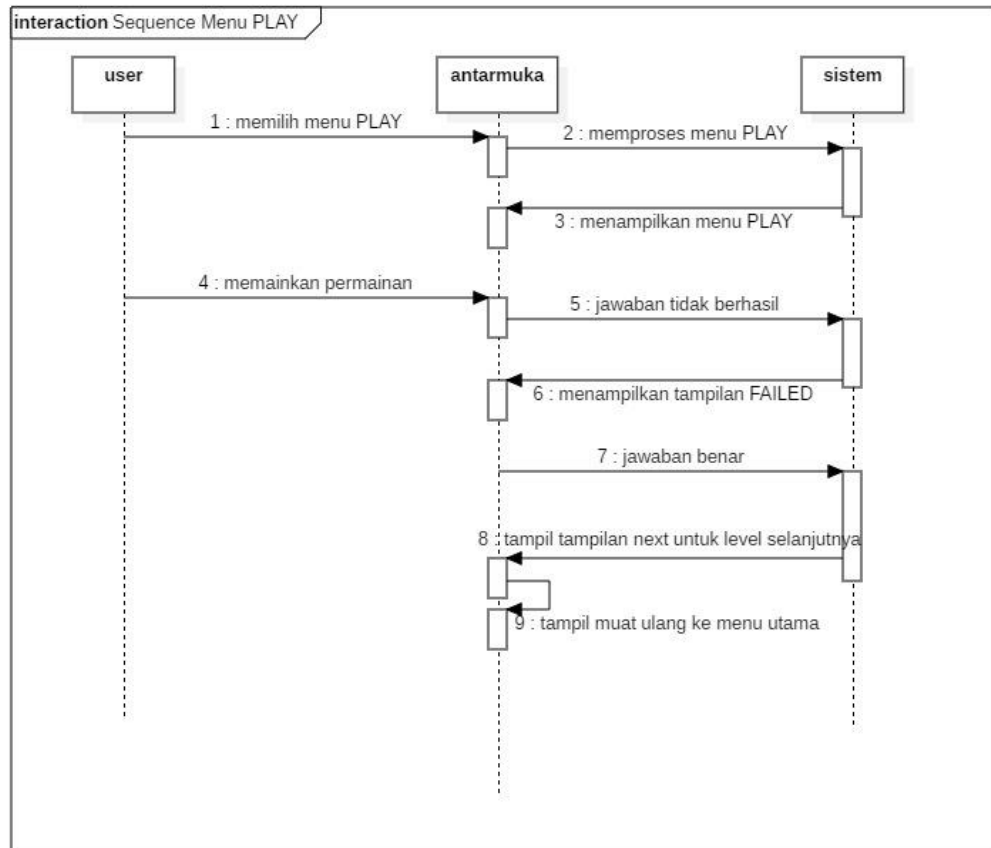 interaction Sequence Menu PLAY
user
antarmuka
sistem
1 : memilih menu PLAY
2 : memproses menu PLAY
3 : menampilkan menu PLAY
4 : memainkan permainan
5 : jawaban tidak berhasil
6 : menampilkan tampilan FAILED
7 : jawaban benar
8 : tampil tampilan next untuk level selanjutnya
9 : tampil muat ulang ke menu utama